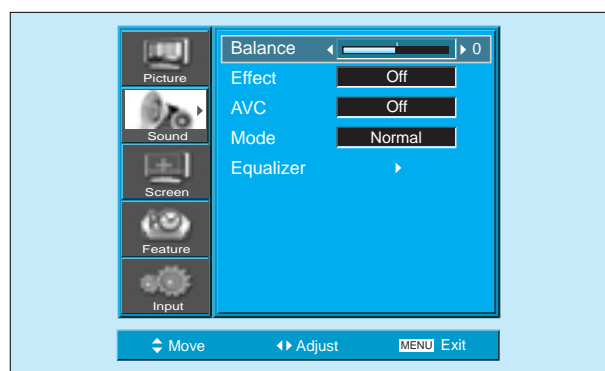 Picture
Sound
Screen
Feature
Input
Balance 0
Effect Off
AVC Off
Mode Normal
Equalizer
Move Adjust MENU Exit